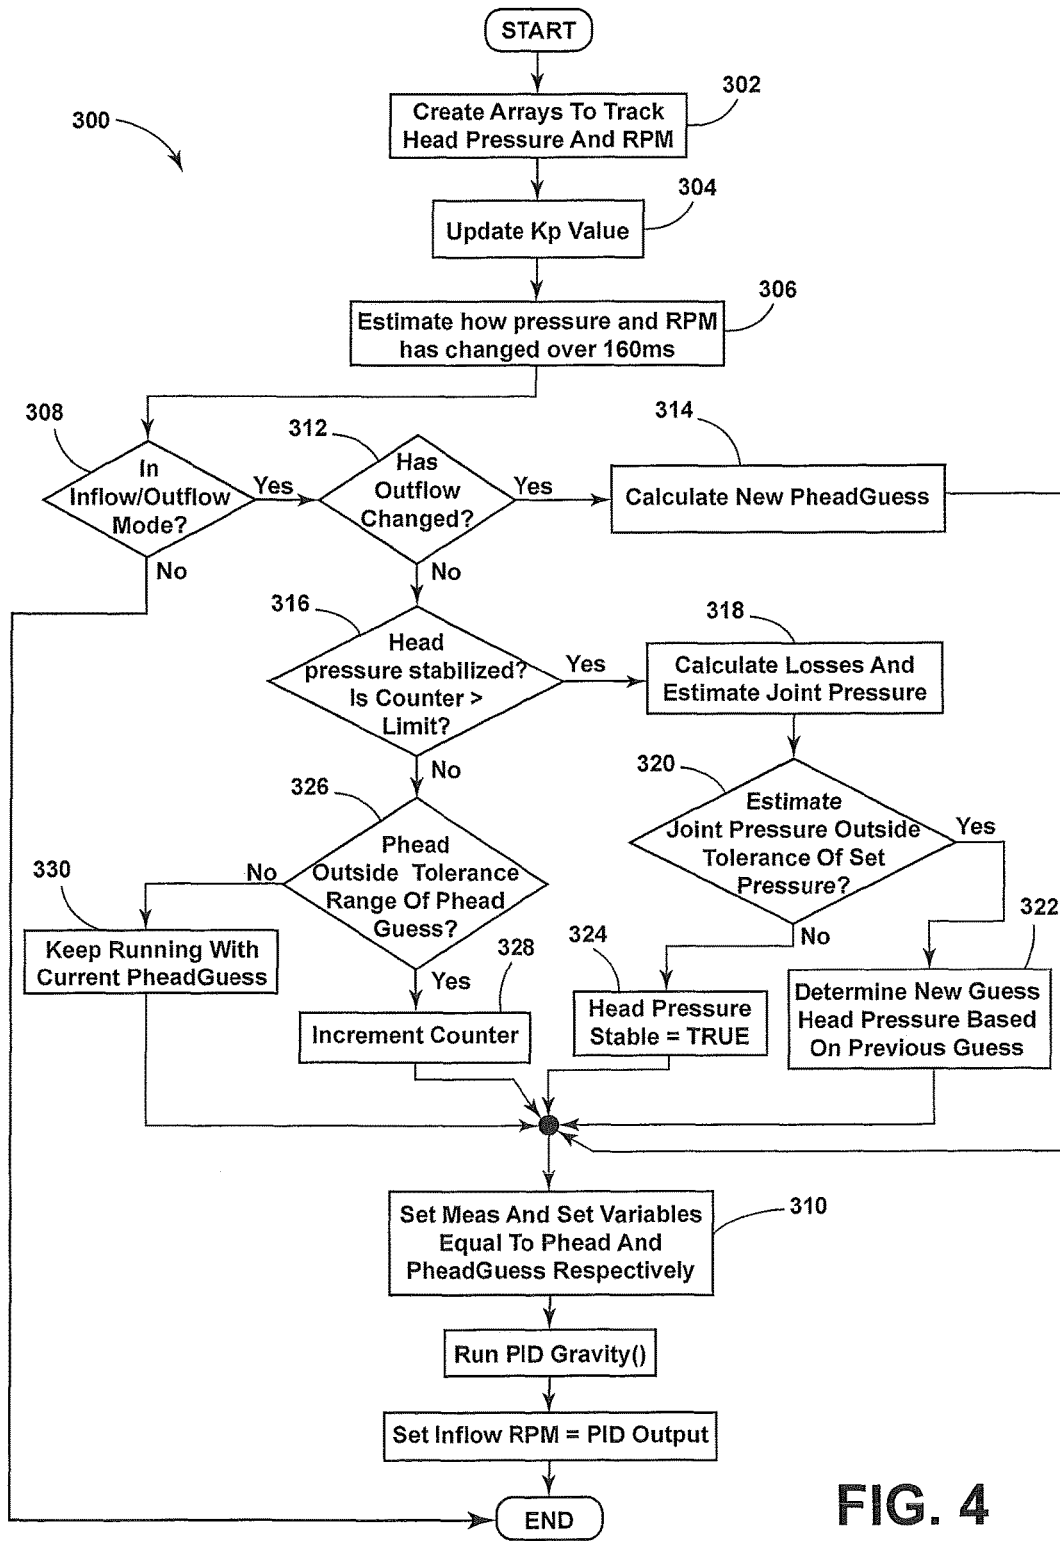 START
302
Create Arrays To Track
Head Pressure And RPM
300
304
Update Kp Value
306
Estimate how pressure and RPM
has changed over 160ms
308
In
Inflow/Outflow
Mode?
Yes
No
312
Has
Outflow
Changed?
Yes
No
314
Calculate New PheadGuess
316
Head
pressure stabilized?
Is Counter >
Limit?
Yes
No
318
Calculate Losses And
Estimate Joint Pressure
320
Estimate
Joint Pressure Outside
Tolerance Of Set
Pressure?
Yes
No
326
Phead
Outside Tolerance
Range Of Phead
Guess?
No
Yes
330
Keep Running With
Current PheadGuess
328
Increment Counter
324
Head Pressure
Stable = TRUE
322
Determine New Guess
Head Pressure Based
On Previous Guess
310
Set Meas And Set Variables
Equal To Phead And
PheadGuess Respectively
Run PID Gravity()
Set Inflow RPM = PID Output
END
FIG. 4